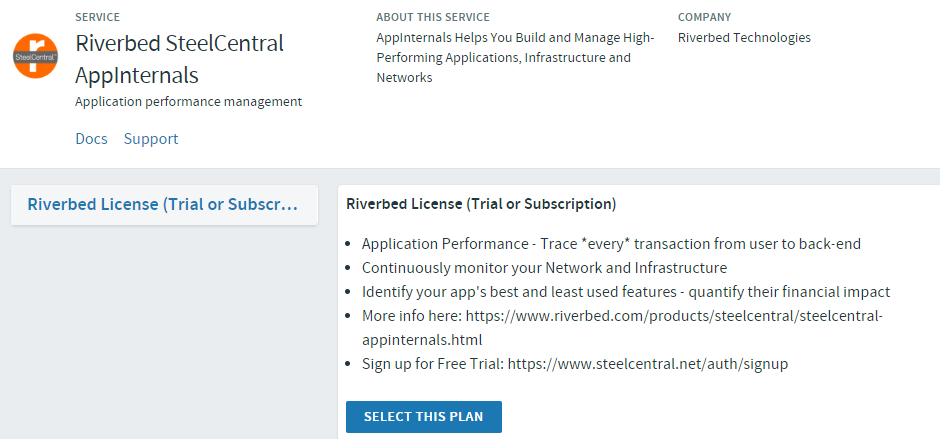 SERVICE
Riverbed SteelCentral
AppInternals
Application performance management
Docs Support
ABOUT THIS SERVICE
AppInternals Helps You Build and Manage High-
Performing Applications, Infrastructure and
Networks
COMPANY
Riverbed Technologies
r
SteelCentral™
Riverbed License (Trial or Subscr...
Riverbed License (Trial or Subscription)
• Application Performance - Trace *every* transaction from user to back-end
• Continuously monitor your Network and Infrastructure
• Identify your app's best and least used features - quantify their financial impact
• More info here: https://www.riverbed.com/products/steelcentral/steelcentral-
appinternals.html
• Sign up for Free Trial: https://www.steelcentral.net/auth/signup
SELECT THIS PLAN